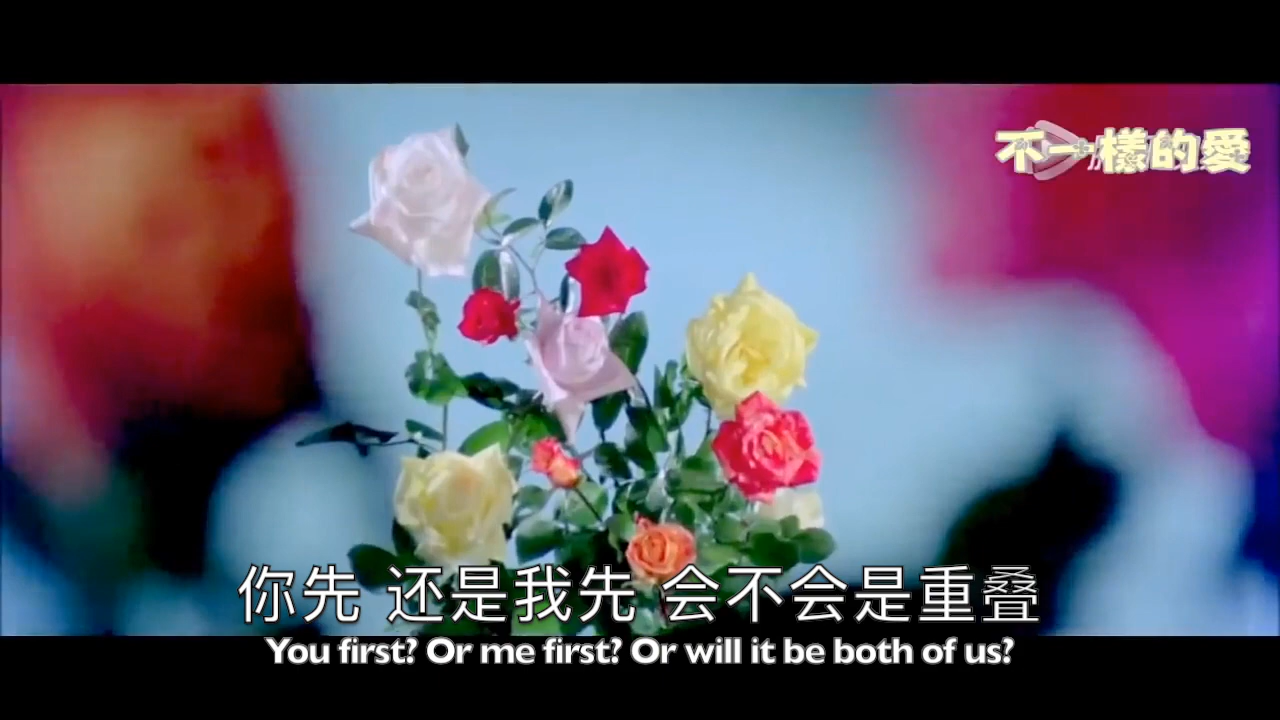 不一樣的愛
你先 还是我先 会不会是重叠
You first? Or me first? Or will it be both of us?